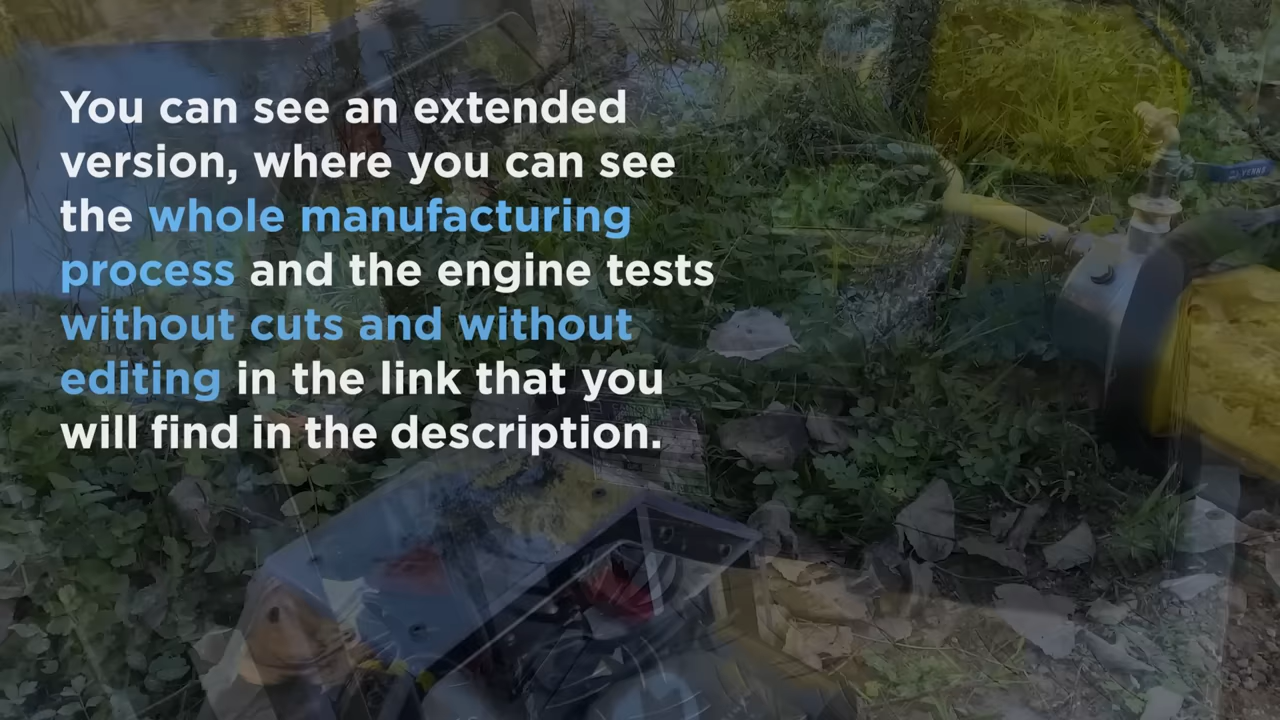 You can see an extended
version, where you can see
the whole manufacturing
process and the engine tests
without cuts and without
editing in the link that you
will find in the description.